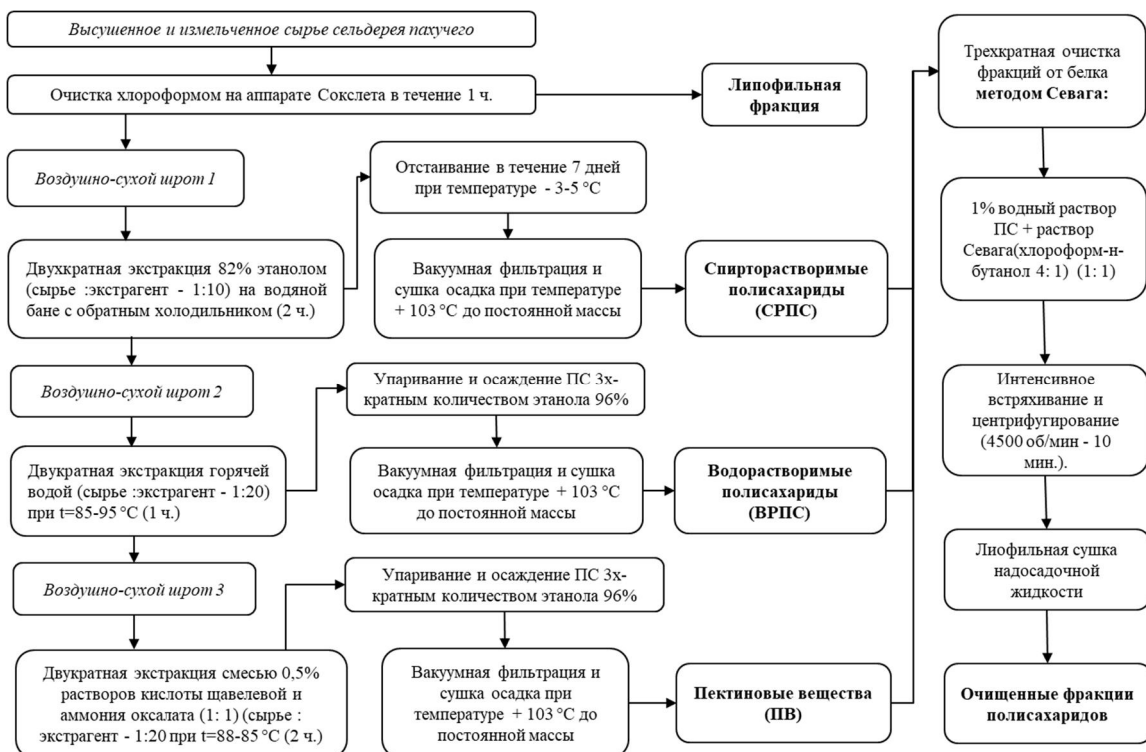 Высушенное и измельченное сырье сельдерея пахучего
Очистка хлороформом на аппарате Сокслета в течение 1 ч.
Липофильная
фракция
Воздушно-сухой шрот 1
Отстаивание в течение 7 дней
при температуре - 3-5 °С
Двухкратная экстракция 82% этанолом
(сырье :экстрагент - 1:10) на водяной
бане с обратным холодильником (2 ч.)
Вакуумная фильтрация и
сушка осадка при температуре
+ 103 °С до постоянной массы
Спирторастворимые
полисахариды
(СРПС)
Воздушно-сухой шрот 2
Упаривание и осаждение ПС 3х-
кратным количеством этанола 96%
Двукратная экстракция горячей
водой (сырье :экстрагент - 1:20)
при t=85-95 °С (1 ч.)
Вакуумная фильтрация и сушка
осадка при температуре + 103 °С
до постоянной массы
Водорастворимые
полисахариды
(ВРПС)
Воздушно-сухой шрот 3
Упаривание и осаждение ПС 3х-
кратным количеством этанола 96%
Двукратная экстракция смесью 0,5%
растворов кислоты щавелевой и
аммония оксалата (1: 1) (сырье :
экстрагент - 1:20 при t=88-85 °С (2 ч.)
Вакуумная фильтрация и
сушка осадка при
температуре + 103 °С до
постоянной массы
Пектиновые вещества
(ПВ)
Трехкратная очистка
фракций от белка
методом Севага:
1% водный раствор
ПС + раствор
Севага(хлороформ-н-
бутанол 4: 1) (1: 1)
Интенсивное
встряхивание и
центрифугирование
(4500 об/мин - 10
мин.).
Лиофильная сушка
надосадочной
жидкости
Очищенные фракции
полисахаридов